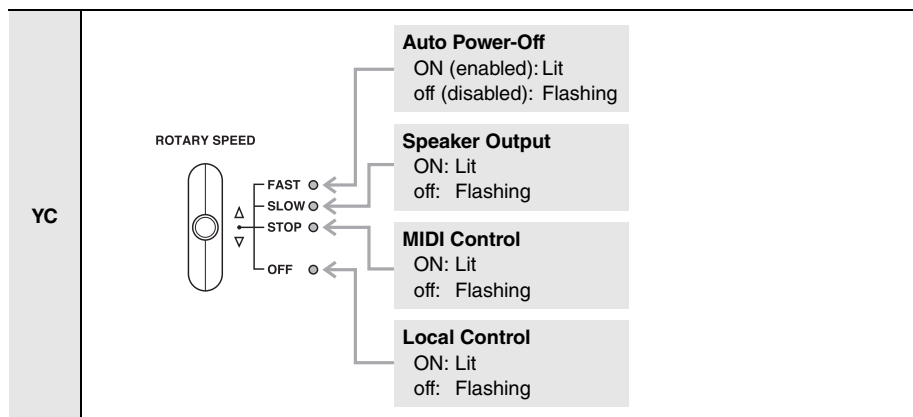 YC
ROTARY SPEED
FAST
SLOW
STOP
OFF
Auto Power-Off
ON (enabled): Lit
off (disabled): Flashing
Speaker Output
ON: Lit
off: Flashing
MIDI Control
ON: Lit
off: Flashing
Local Control
ON: Lit
off: Flashing